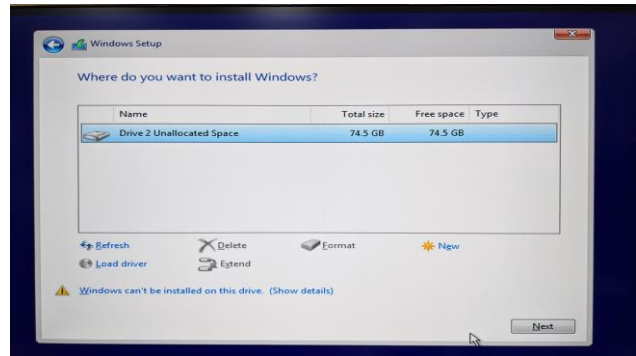 Windows Setup
Where do you want to install Windows?
Name Total size Free space Type
Drive 2 Unallocated Space 74.5 GB 74.5 GB
Refresh Delete Format New
Load driver Extend
Windows can't be installed on this drive. (Show details)
Next